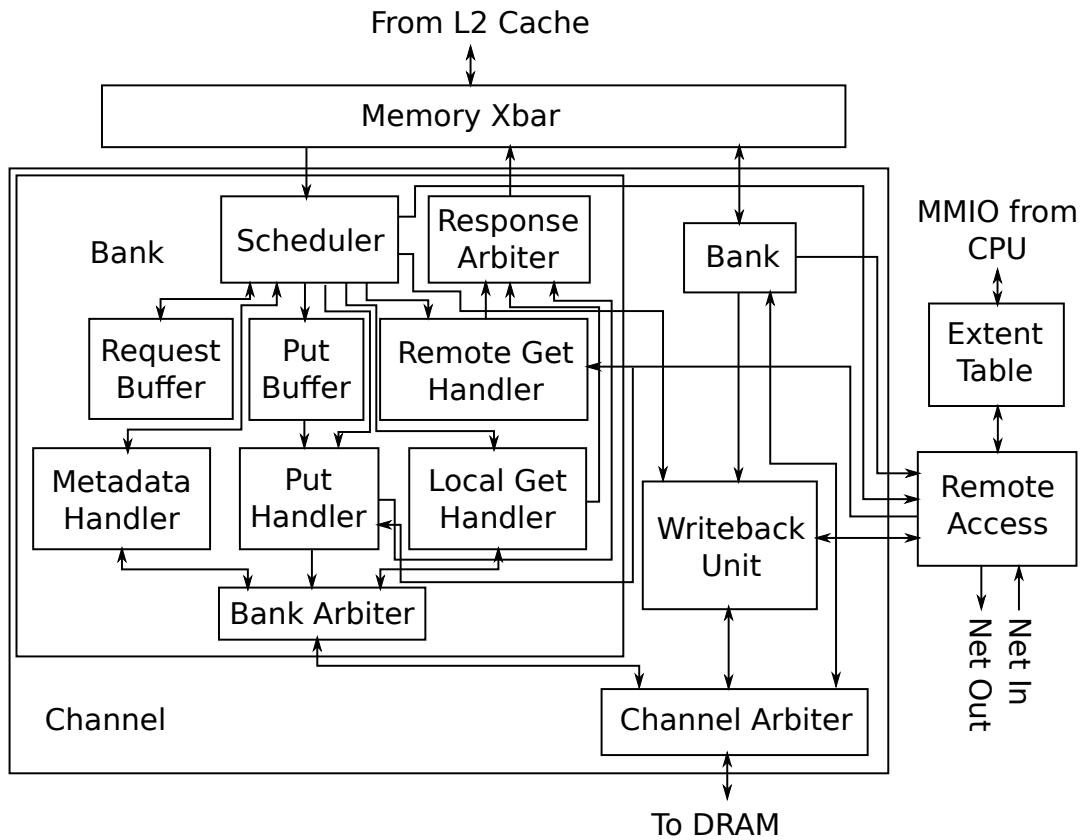 From L2 Cache
Memory Xbar
Bank
Scheduler
Response
Arbiter
Bank
MMIO from
CPU
Request
Buffer
Put
Buffer
Remote Get
Handler
Extent
Table
Metadata
Handler
Put
Handler
Local Get
Handler
Writeback
Unit
Remote
Access
Bank Arbiter
Net Out
Net In
Channel
Channel Arbiter
To DRAM